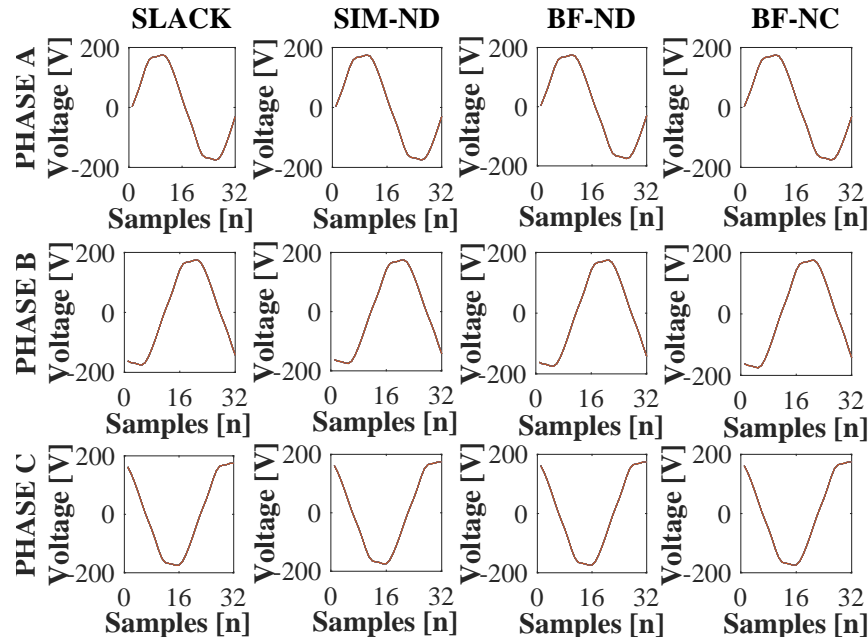 SLACK SIM-ND BF-ND BF-NC
PHASE A
Voltage [V] Voltage [V] Voltage [V] Voltage [V]
200 200 200 200
0 0 0 0
-200 -200 -200 -200
0 16 32 0 16 32 0 16 32 0 16 32
Samples [n] Samples [n] Samples [n] Samples [n]
PHASE B
Voltage [V] Voltage [V] Voltage [V] Voltage [V]
200 200 200 200
0 0 0 0
-200 -200 -200 -200
0 16 32 0 16 32 0 16 32 0 16 32
Samples [n] Samples [n] Samples [n] Samples [n]
PHASE C
Voltage [V] Voltage [V] Voltage [V] Voltage [V]
200 200 200 200
0 0 0 0
-200 -200 -200 -200
0 16 32 0 16 32 0 16 32 0 16 32
Samples [n] Samples [n] Samples [n] Samples [n]